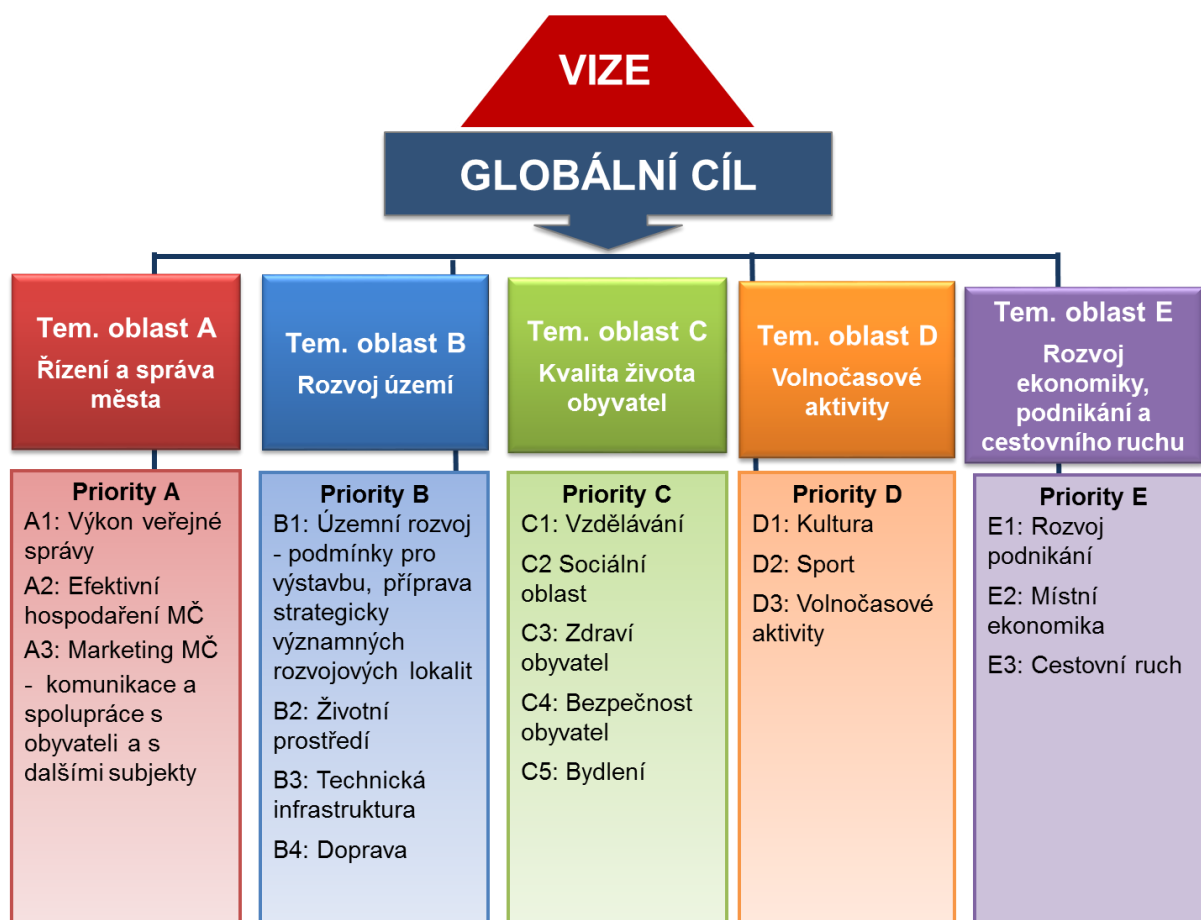 VIZE
GLOBÁLNÍ CÍL
Tem. oblast A
Řízení a správa
města
Tem. oblast B
Rozvoj území
Tem. oblast C
Kvalita života
obyvatel
Tem. oblast D
Volnočasové
aktivity
Tem. oblast E
Rozvoj
ekonomiky,
podnikání a
cestovního ruchu
Priority A
A1: Výkon veřejné
správy
A2: Efektivní
hospodaření MČ
A3: Marketing MČ
- komunikace a
spolupráce s
obyvateli a s
dalšími subjekty
Priority B
B1: Územní rozvoj
- podmínky pro
výstavbu, příprava
strategicky
významných
rozvojových lokalit
B2: Životní
prostředí
B3: Technická
infrastruktura
B4: Doprava
Priority C
C1: Vzdělávání
C2 Sociální
oblast
C3: Zdraví
obyvatel
C4: Bezpečnost
obyvatel
C5: Bydlení
Priority D
D1: Kultura
D2: Sport
D3: Volnočasové
aktivity
Priority E
E1: Rozvoj
podnikání
E2: Místní
ekonomika
E3: Cestovní ruch